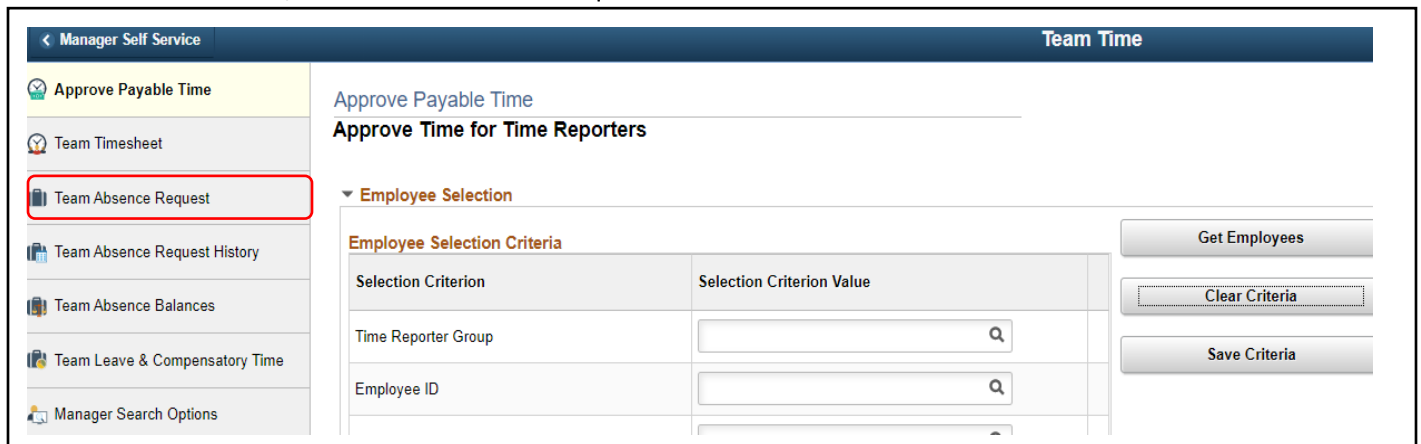 Manager Self Service
Team Time
Approve Payable Time
Team Timesheet
Team Absence Request
Team Absence Request History
Team Absence Balances
Team Leave & Compensatory Time
Manager Search Options
Approve Payable Time
Approve Time for Time Reporters
Employee Selection
Employee Selection Criteria
Selection Criterion
Selection Criterion Value
Time Reporter Group
Employee ID
Get Employees
Clear Criteria
Save Criteria